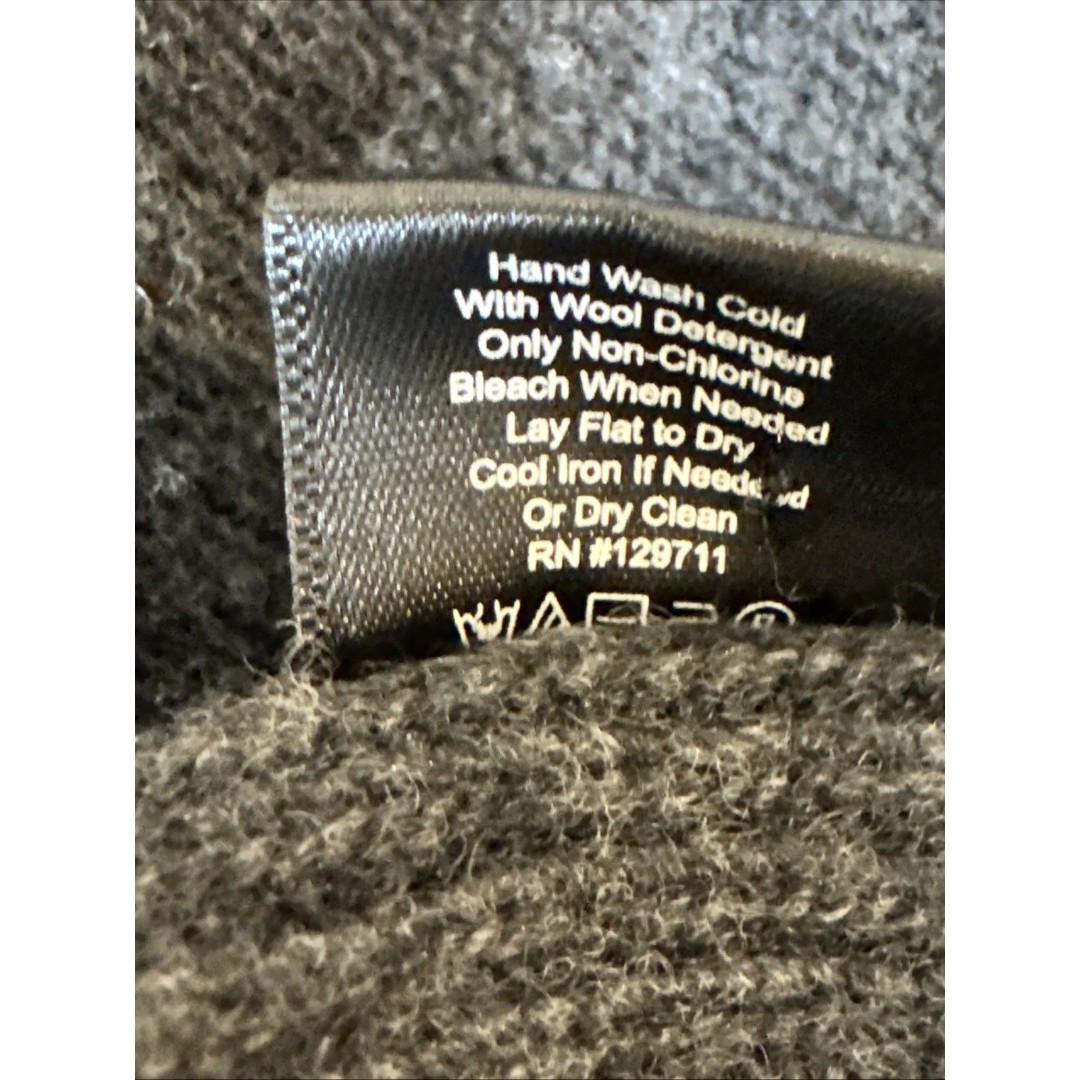 Hand Wash Cold
With Wool Detergent
Only Non-Chlorine
Bleach When Needed
Lay Flat to Dry
Cool Iron If Needed
Or Dry Clean
RN #129711